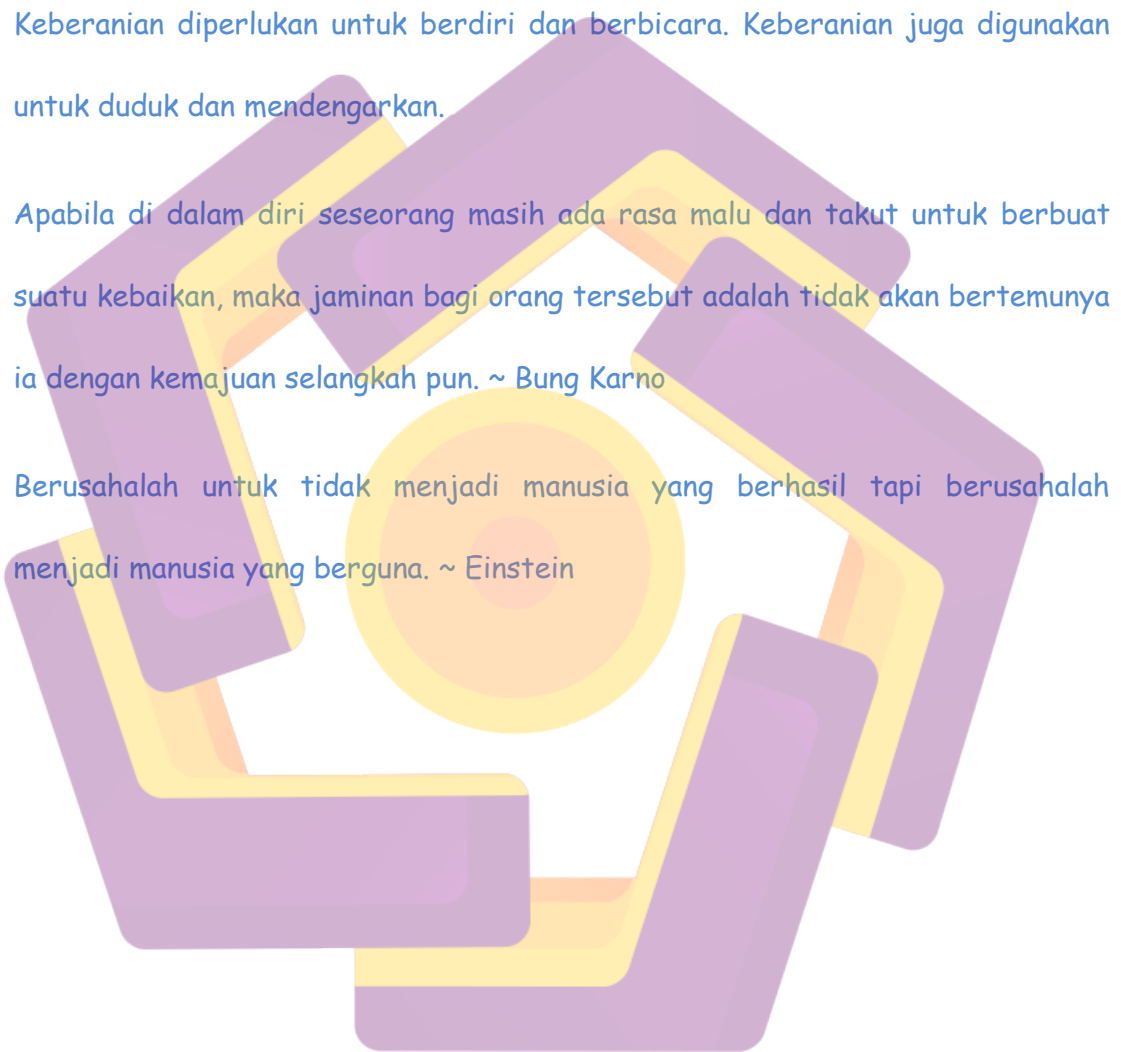 Keberanian diperlukan untuk berdiri dan berbicara. Keberanian juga digunakan
untuk duduk dan mendengarkan.
Apabila di dalam diri seseorang masih ada rasa malu dan takut untuk berbuat
suatu kebaikan, maka jaminan bagi orang tersebut adalah tidak akan bertemunya
ia dengan kemajuan selangkah pun. ~ Bung Karno
Berusahalah untuk tidak menjadi manusia yang berhasil tapi berusahalah
menjadi manusia yang berguna. ~ Einstein